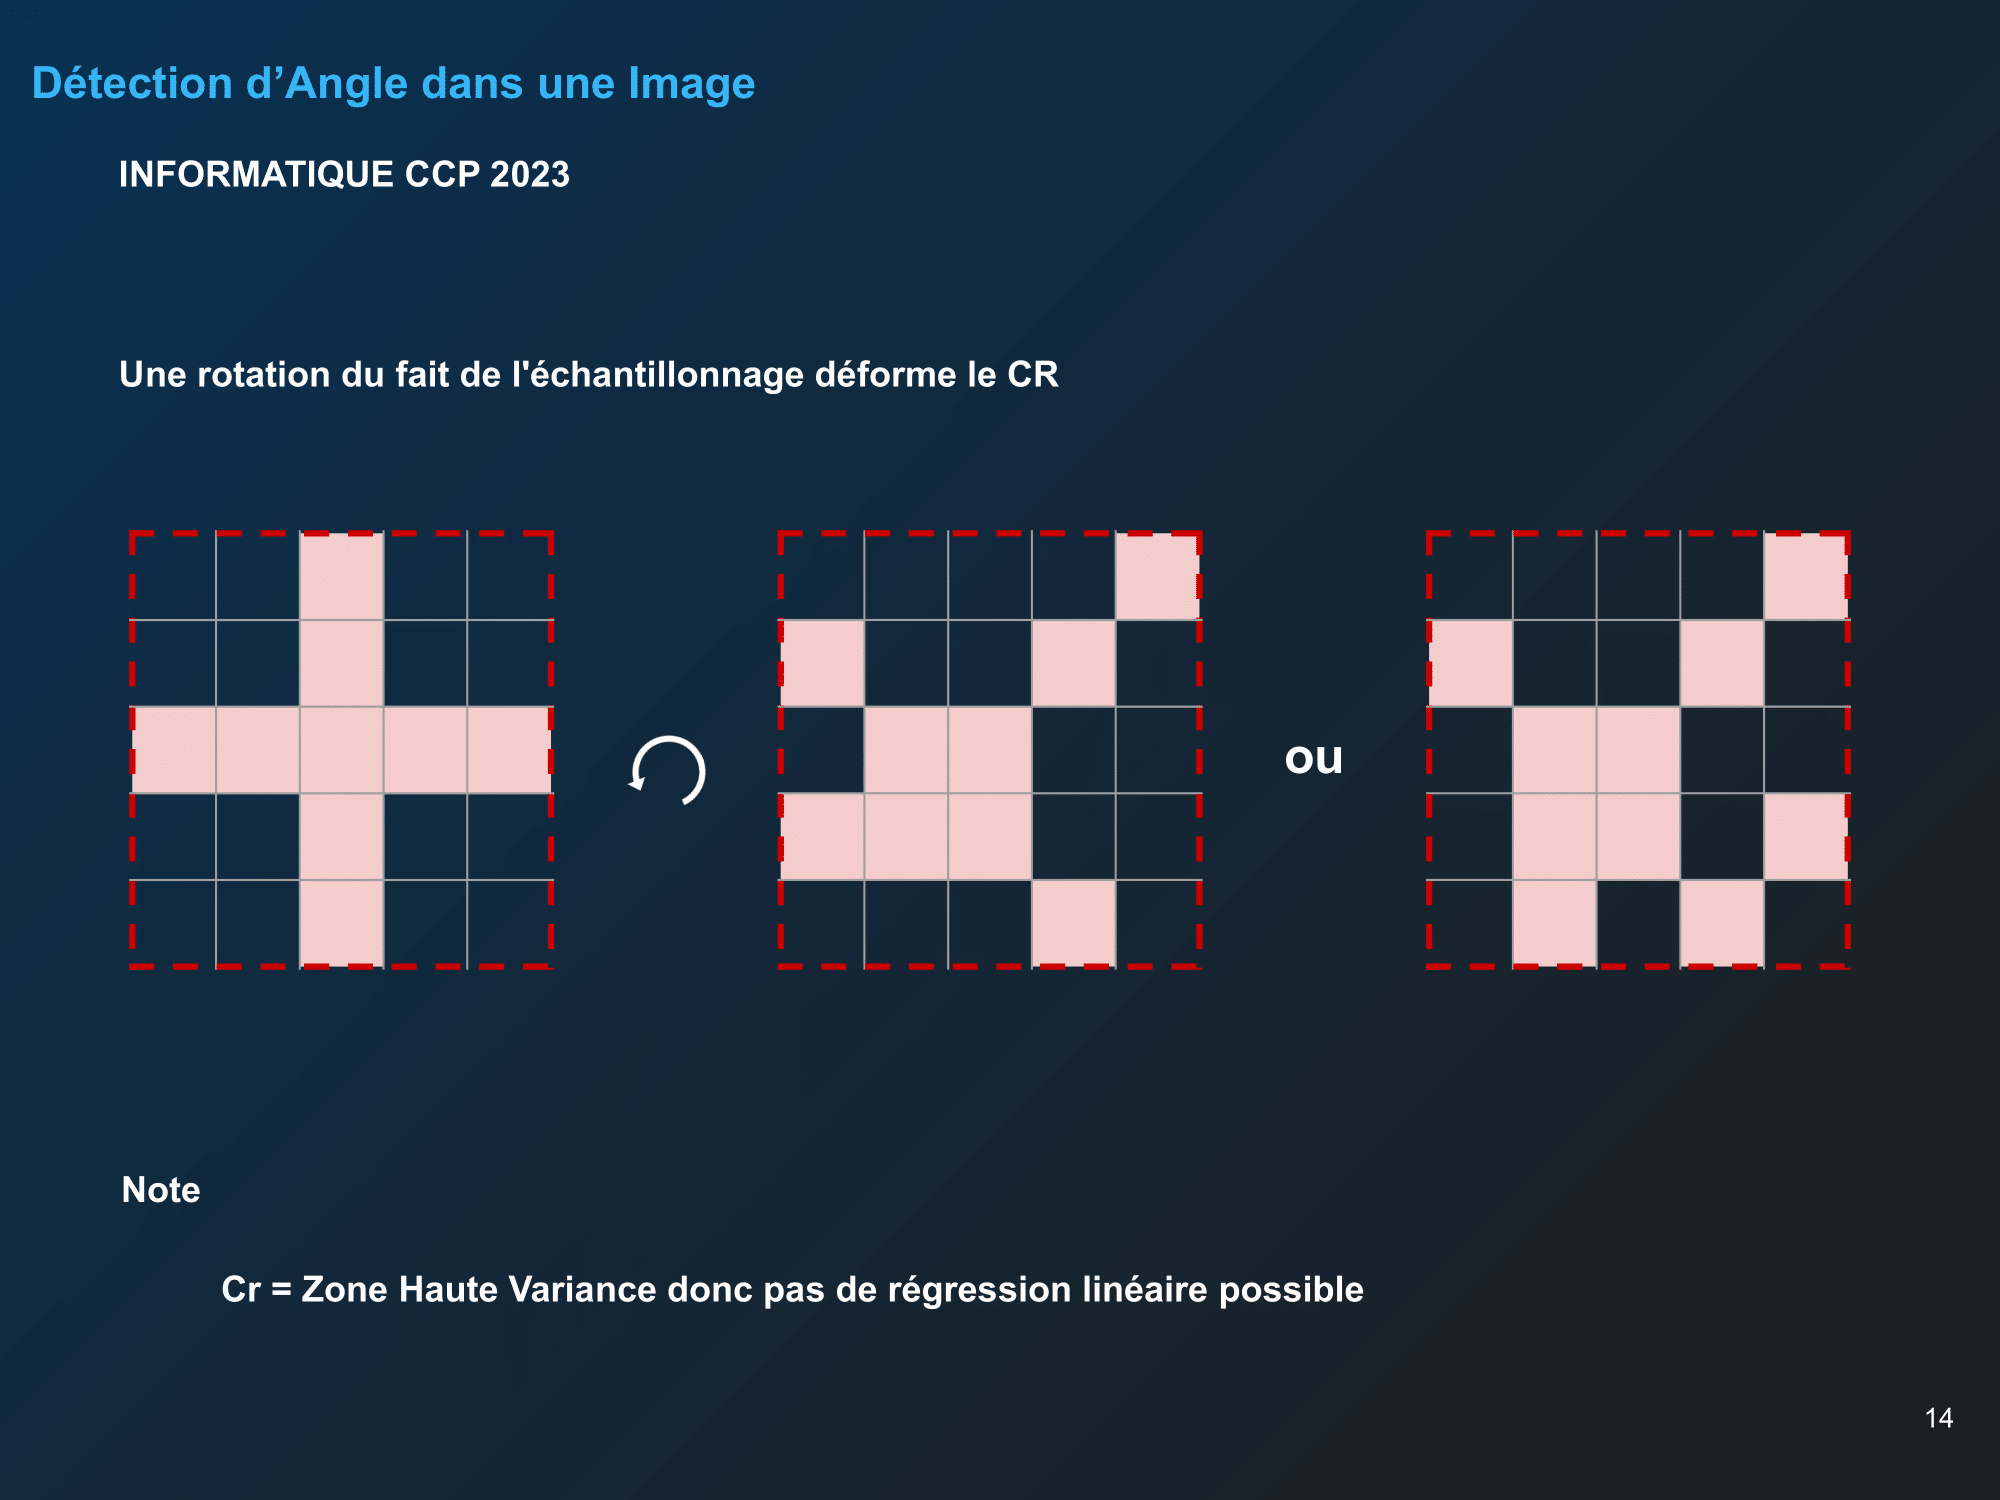 Détection d’Angle dans une Image
INFORMATIQUE CCP 2023
Une rotation du fait de l'échantillonnage déforme le CR
ou
Note
Cr = Zone Haute Variance donc pas de régression linéaire possible
14